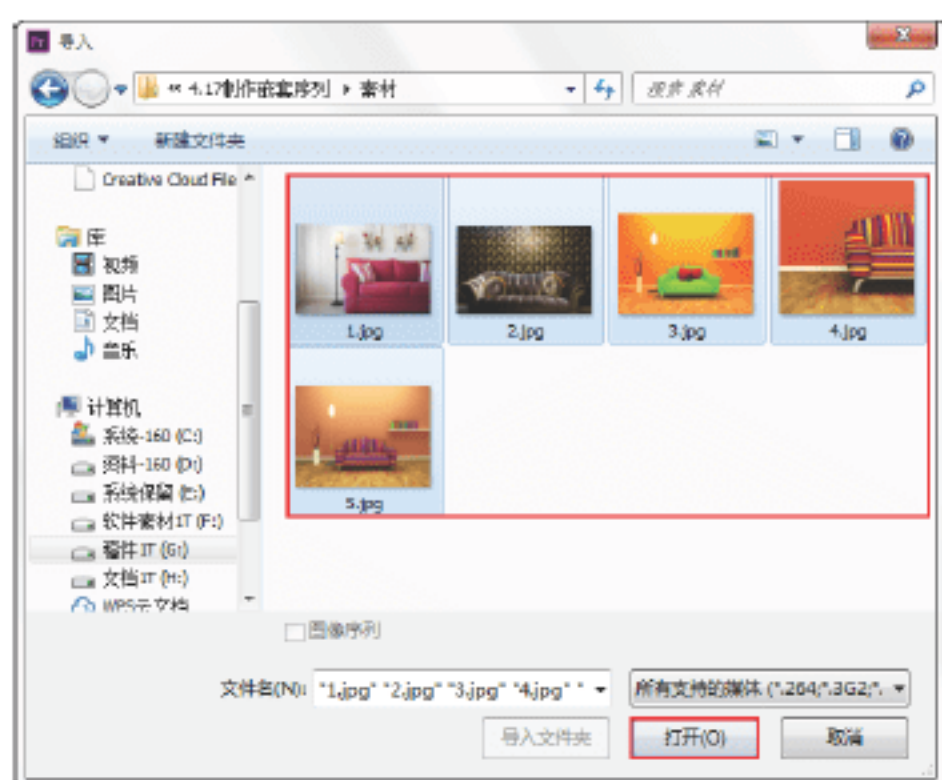 Pr 导入
« 4.17制作嵌套序列 ▸ 素材
搜索 素材
组织 新建文件夹
Creative Cloud File
库
视频
图片
文档
音乐
计算机
系统-160 (C:)
资料-160 (D:)
系统保留 (E:)
软件素材1T (F:)
稿件1T (G:)
文档1T (H:)
WPS云文档
1.jpg 2.jpg 3.jpg 4.jpg
5.jpg
图像序列
文件名(N): "1.jpg" "2.jpg" "3.jpg" "4.jpg" "
所有支持的媒体 (*.264;*.3G2;*.
导入文件夹 打开(O) 取消